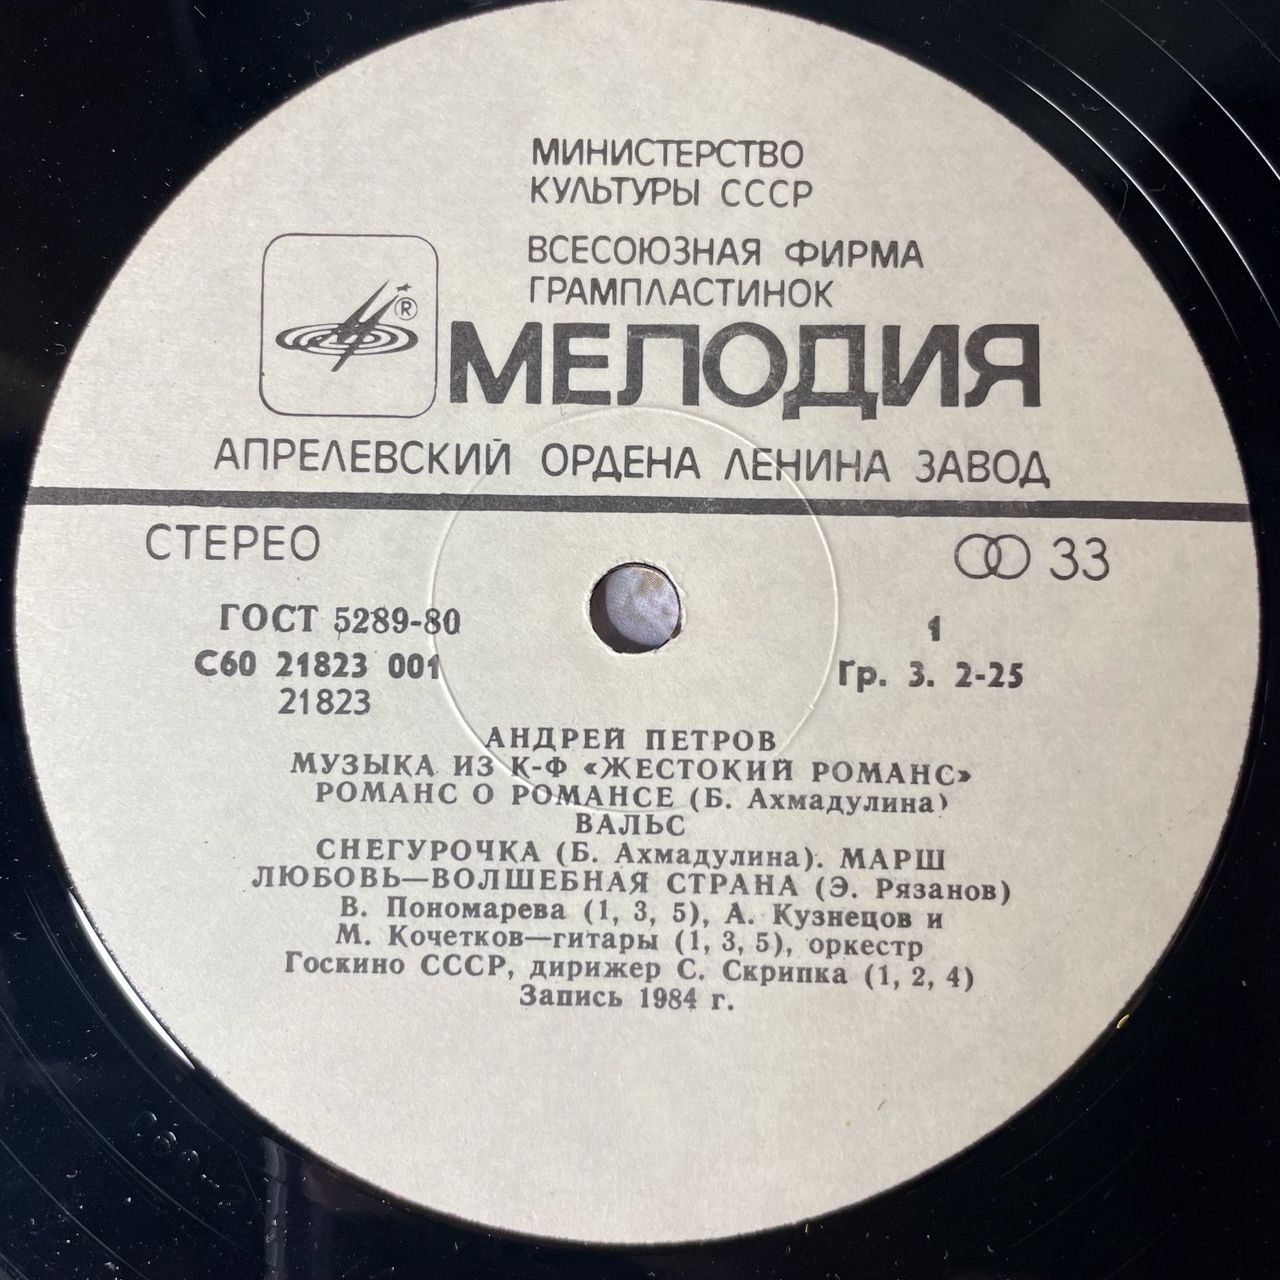 МИНИСТЕРСТВО
КУЛЬТУРЫ СССР
ВСЕСОЮЗНАЯ ФИРМА
ГРАМПЛАСТИНОК
®
МЕЛОДИЯ
АПРЕЛЕВСКИЙ ОРДЕНА ЛЕНИНА ЗАВОД
СТЕРЕО
33
ГОСТ 5289-80
1
С60 21823 001
Гр. 3. 2-25
21823
АНДРЕЙ ПЕТРОВ
МУЗЫКА ИЗ К-Ф «ЖЕСТОКИЙ РОМАНС»
РОМАНС О РОМАНСЕ (Б. Ахмадулина)
ВАЛЬС
СНЕГУРОЧКА (Б. Ахмадулина). МАРШ
ЛЮБОВЬ—ВОЛШЕБНАЯ СТРАНА (Э. Рязанов)
В. Пономарева (1, 3, 5), А. Кузнецов и
М. Кочетков—гитары (1, 3, 5), оркестр
Госкино СССР, дирижер С. Скрипка (1, 2, 4)
Запись 1984 г.